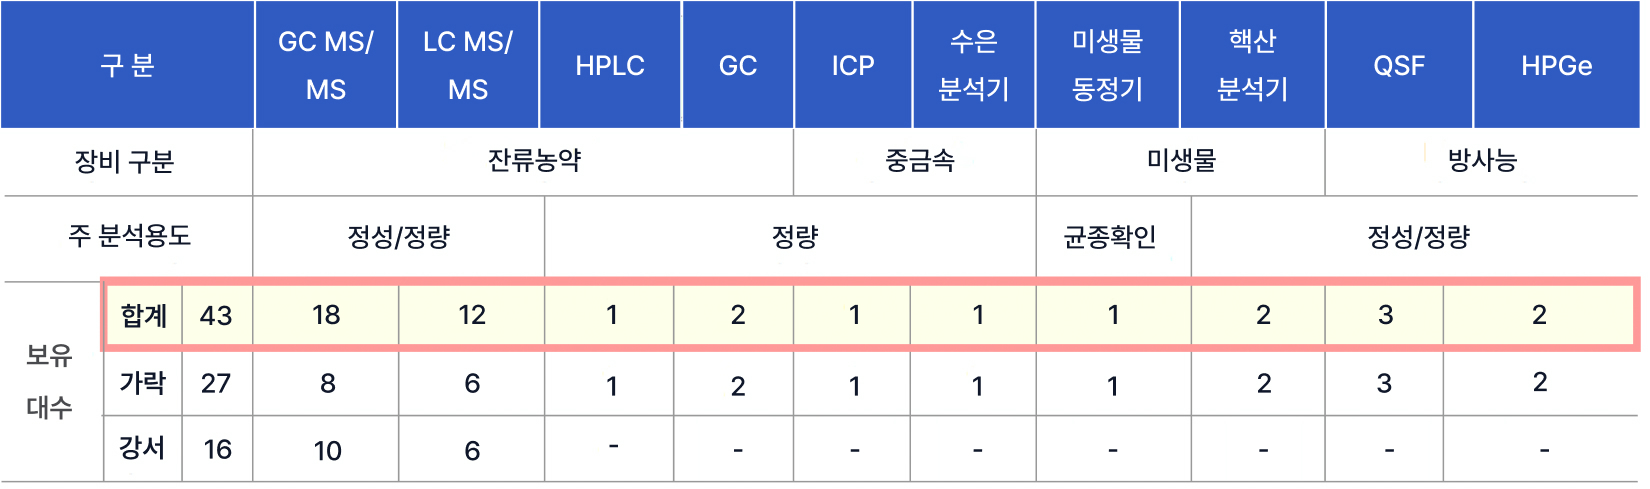 구 분 GC MS/ MS LC MS/ MS HPLC GC ICP 수은 분석기 미생물 동정기 핵산 분석기 QSF HPGe
장비 구분 잔류농약 중금속 미생물 방사능
주 분석용도 정성/정량 정량 균종확인 정성/정량
보유 대수
합계 43 18 12 1 2 1 1 1 2 3 2
가락 27 8 6 1 2 1 1 1 2 3 2
강서 16 10 6 - - - - - - - -